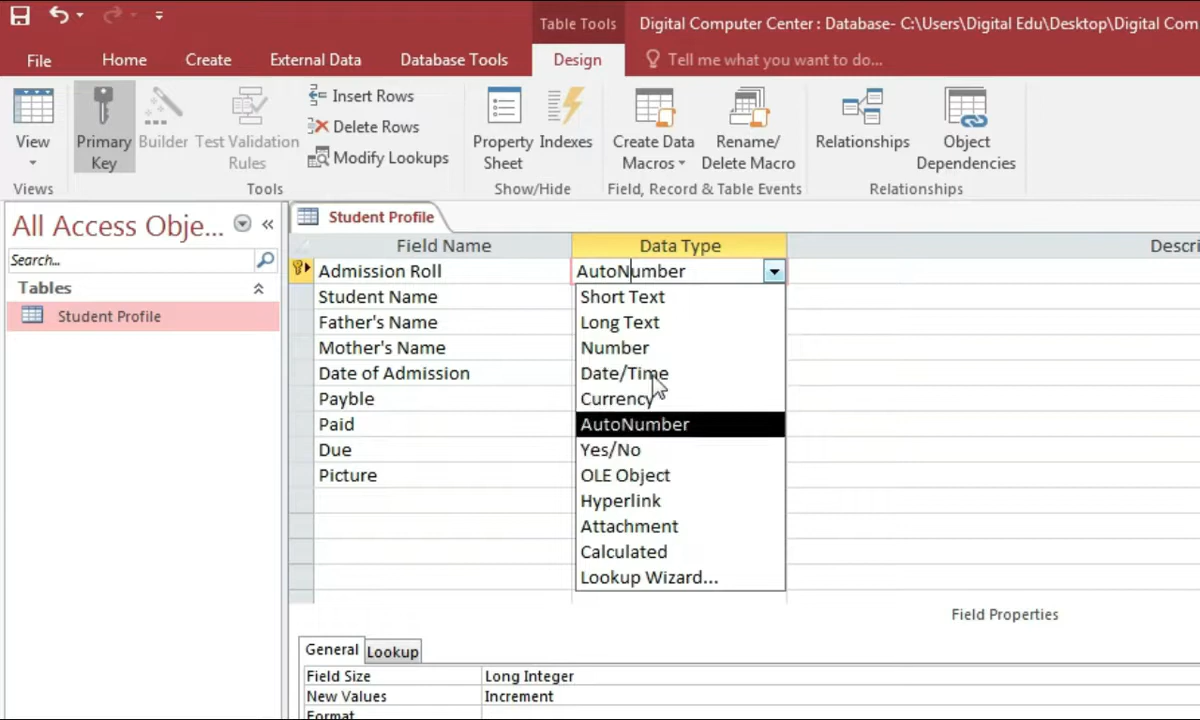 Table Tools
Digital Computer Center : Database- C:\Users\Digital Edu\Desktop\Digital Com
File
Home
Create
External Data
Database Tools
Design
Tell me what you want to do...
View
Primary Key
Builder
Test Validation Rules
Insert Rows
Delete Rows
Modify Lookups
Property Sheet
Indexes
Create Data Macros
Rename/ Delete Macro
Relationships
Object Dependencies
Views
Tools
Show/Hide
Field, Record & Table Events
Relationships
All Access Obje...
«
Search...
Tables
Student Profile
Student Profile
Field Name
Data Type
Descri
Admission Roll
AutoNumber
Student Name
Father's Name
Mother's Name
Date of Admission
Payble
Paid
Due
Picture
Short Text
Long Text
Number
Date/Time
Currency
AutoNumber
Yes/No
OLE Object
Hyperlink
Attachment
Calculated
Lookup Wizard...
Field Properties
General
Lookup
Field Size
Long Integer
New Values
Increment
Format